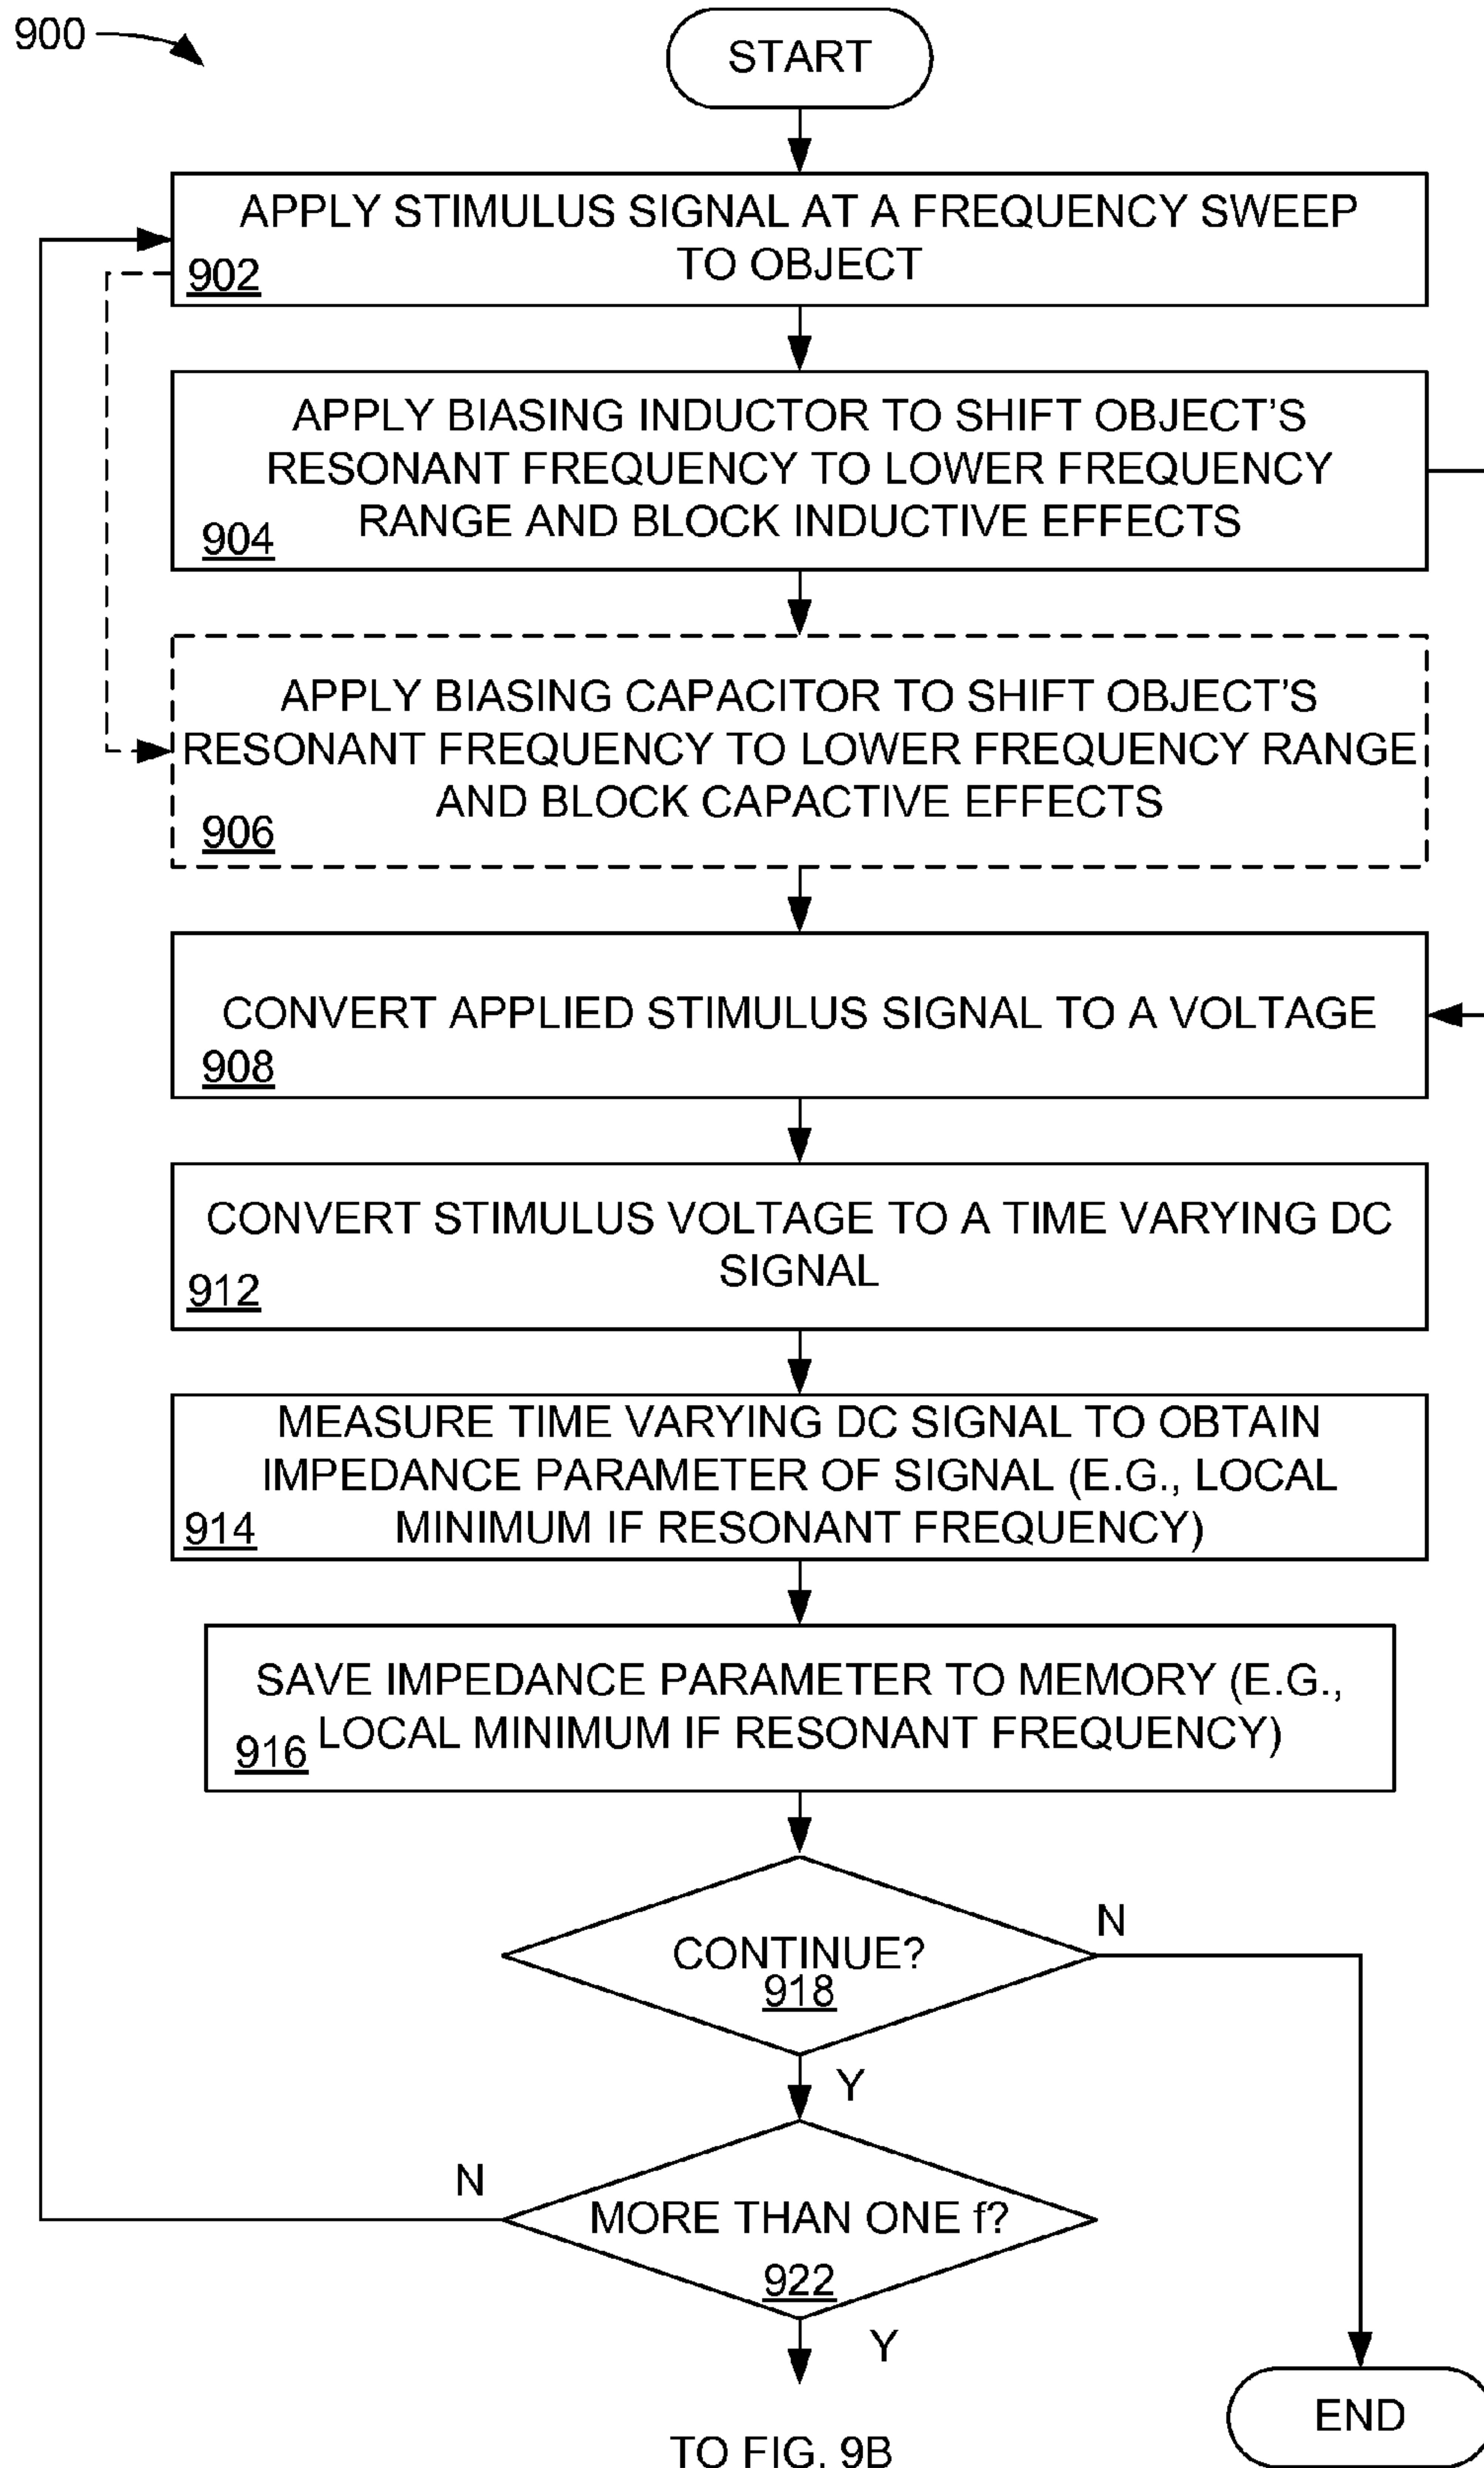 900
START
APPLY STIMULUS SIGNAL AT A FREQUENCY SWEEP
TO OBJECT
902
APPLY BIASING INDUCTOR TO SHIFT OBJECT'S
RESONANT FREQUENCY TO LOWER FREQUENCY
RANGE AND BLOCK INDUCTIVE EFFECTS
904
APPLY BIASING CAPACITOR TO SHIFT OBJECT'S
RESONANT FREQUENCY TO LOWER FREQUENCY RANGE
AND BLOCK CAPACTIVE EFFECTS
906
CONVERT APPLIED STIMULUS SIGNAL TO A VOLTAGE
908
CONVERT STIMULUS VOLTAGE TO A TIME VARYING DC
SIGNAL
912
MEASURE TIME VARYING DC SIGNAL TO OBTAIN
IMPEDANCE PARAMETER OF SIGNAL (E.G., LOCAL
MINIMUM IF RESONANT FREQUENCY)
914
SAVE IMPEDANCE PARAMETER TO MEMORY (E.G.,
LOCAL MINIMUM IF RESONANT FREQUENCY)
916
N
CONTINUE?
918
Y
N
MORE THAN ONE f?
922
Y
END
TO FIG. 9B